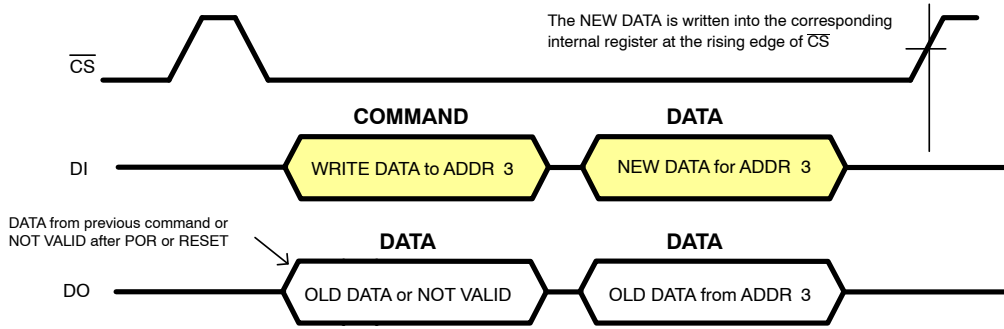 The NEW DATA is written into the corresponding
internal register at the rising edge of C̅S̅
C̅S̅
COMMAND
DATA
DI
WRITE DATA to ADDR 3
NEW DATA for ADDR 3
DATA from previous command or
NOT VALID after POR or RESET
DATA
DATA
DO
OLD DATA or NOT VALID
OLD DATA from ADDR 3